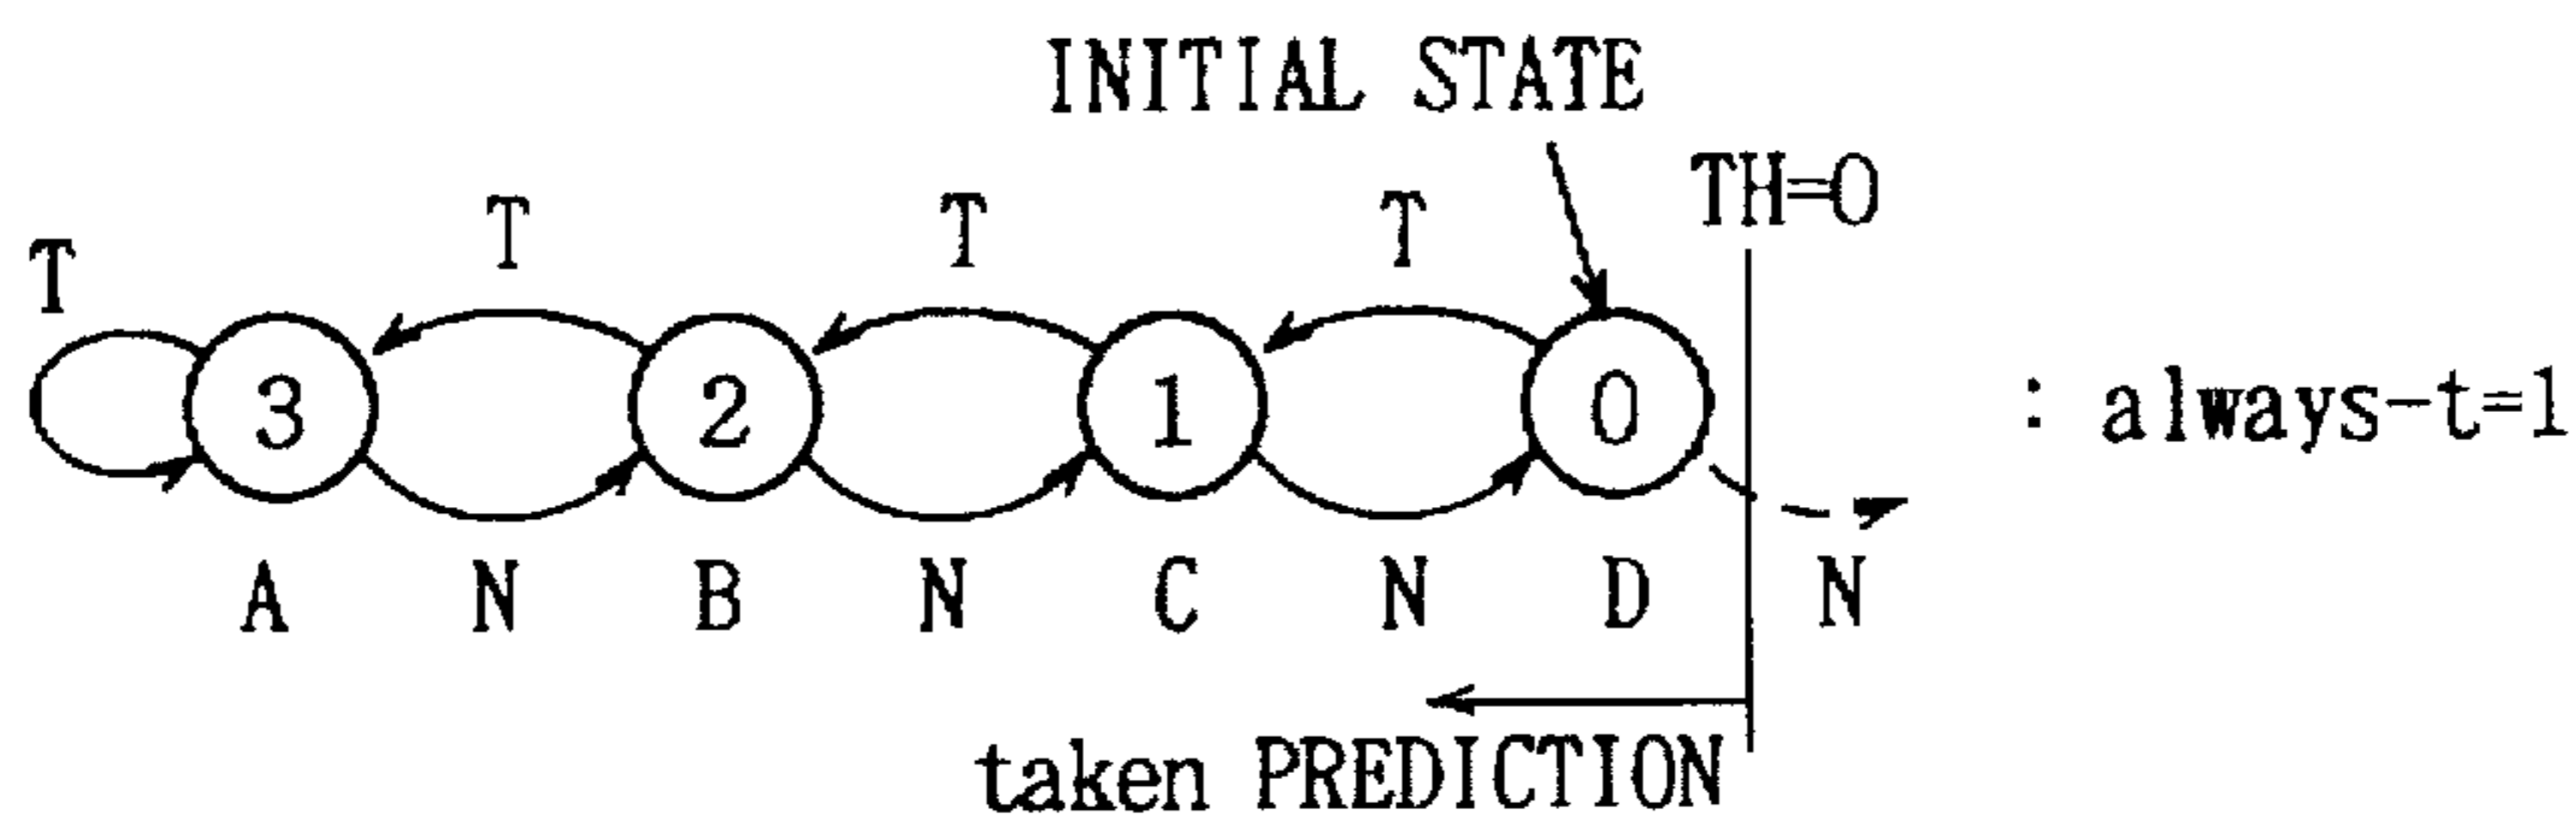 INITIAL STATE
TH=0
T T T T
3 2 1 0 : always-t=1
A N B N C N D N
taken PREDICTION